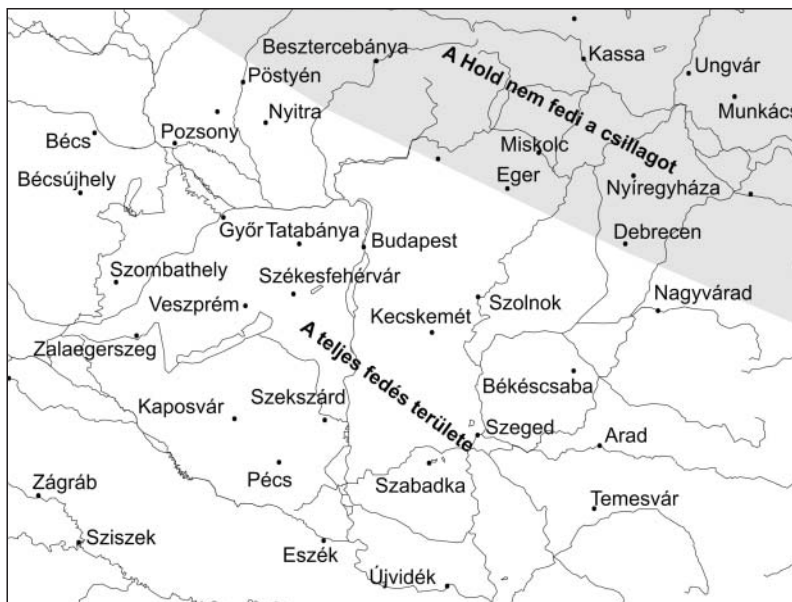 Besztercebánya
Kassa
Ungvár
Pöstyén
Munkács
Nyitra
A Hold nem fedi a csillagot
Bécs
Pozsony
Miskolc
Bécsújhely
Eger
Nyíregyháza
Győr
Tatabánya
Budapest
Debrecen
Szombathely
Székesfehérvár
Veszprém
Szolnok
Nagyvárad
Kecskemét
Zalaegerszeg
A teljes fedés területe
Békéscsaba
Kaposvár
Szekszárd
Szeged
Arad
Zágráb
Pécs
Szabadka
Temesvár
Sziszek
Eszék
Újvidék